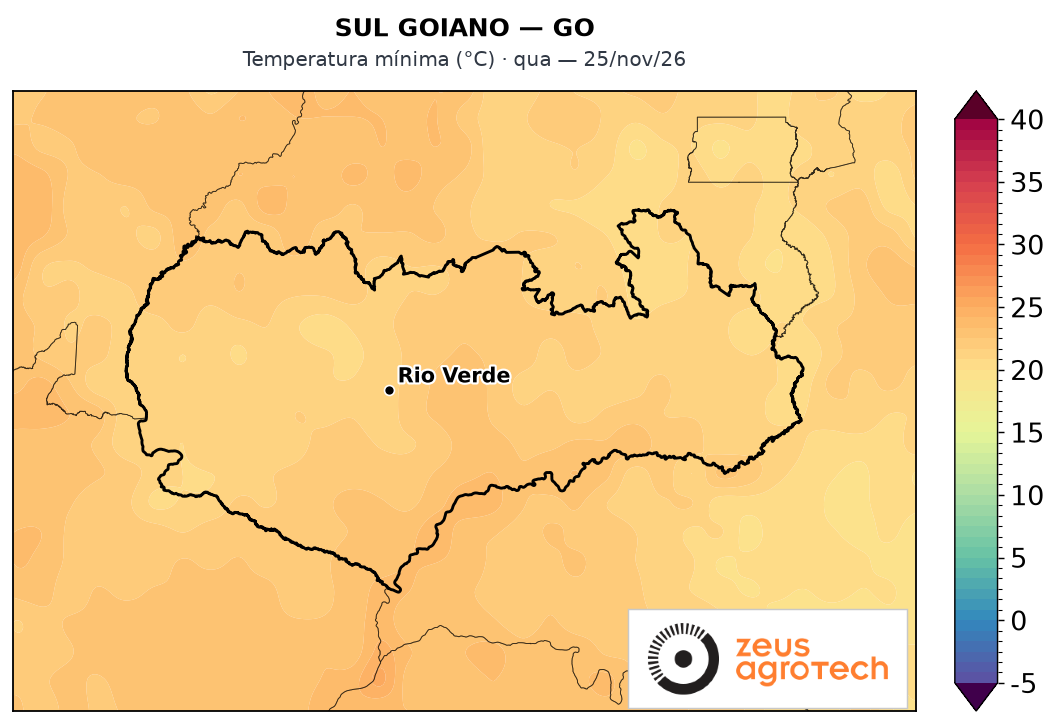 SUL GOIANO — GO
Temperatura mínima (°C) · qua — 25/nov/26
Rio Verde
40
35
30
25
20
15
10
5
0
-5
zeus
agrotech